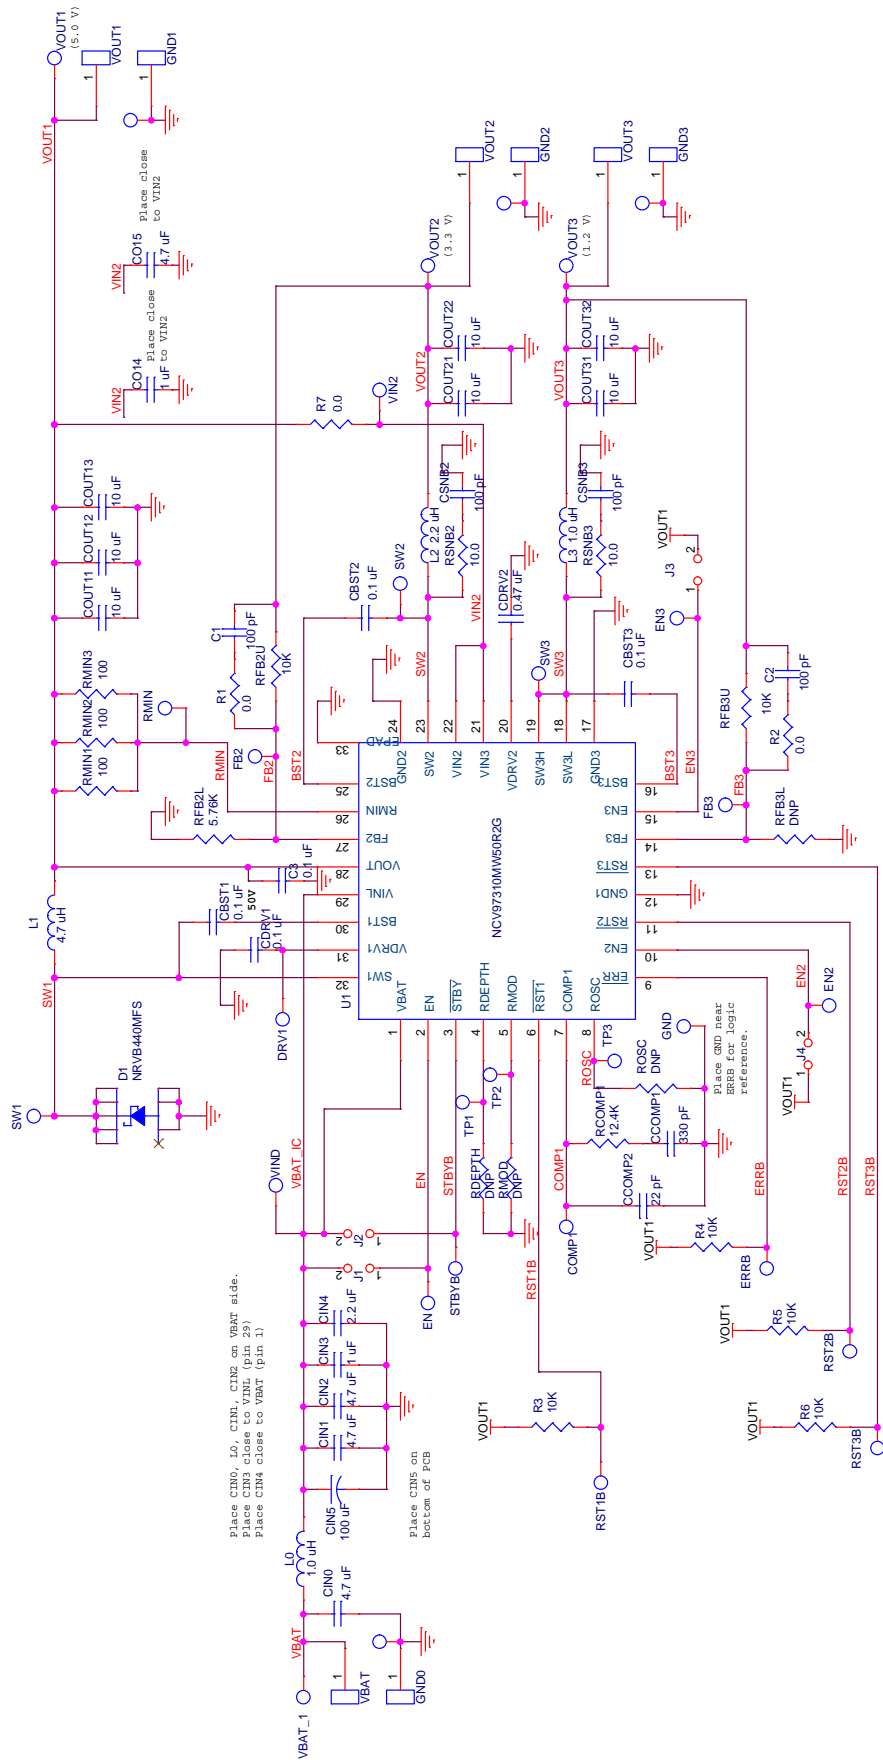 VOUT1
(5.0 V)
VOUT1
1
GND1
1
VOUT1
Place close
to VIN2
CO15
4.7 uF
VIN2
Place close
to VIN2
CO14
1 uF
VIN2
COUT13
10 uF
COUT12
10 uF
COUT11
10 uF
RMIN3
100
RMIN2
100
RMIN1
100
RMIN
RMIN
L1
4.7 uH
SW1
SW1
D1
NRVB440MFS
VOUT2
1
GND2
1
VOUT3
1
GND3
1
VOUT2
(3.3 V)
VOUT3
(1.2 V)
VOUT2
COUT22
10 uF
COUT21
10 uF
VOUT3
COUT32
10 uF
COUT31
10 uF
R7
0.0
VIN2
CSNB2
100 pF
RSNB2
10.0
L2 2.2 uH
CSNB3
100 pF
RSNB3
10.0
L3 1.0 uH
C1
100 pF
R1
0.0
RFB2U
10K
FB2
FB2
RFB2L
5.76K
CBST2
0.1 uF
BST2
SW2
SW2
VIN2
CDRV2
0.47 uF
SW3
SW3
CBST3
0.1 uF
BST3
EN3
EN3
J3
1
2
VOUT1
RFB3U
10K
C2
100 pF
R2
0.0
FB3
FB3
RFB3L
DNP
C3
0.1 uF
CBST1
0.1 uF
50V
CDRV1
0.1 uF
DRV1
U1
NCV97310MW50R2G
33
EPAD
24
GND2
23
SW2
22
VIN2
21
VIN3
20
VDRV2
19
SW3H
18
SW3L
17
GND3
25
BST2
26
RMIN
27
FB2
28
VOUT
29
VINL
30
BST1
31
VDRV1
32
SW1
16
BST3
15
EN3
14
FB3
13
RST3
12
GND1
11
RST2
10
EN2
9
ERR
1
VBAT
2
EN
3
STBY
4
RDEPTH
5
RMOD
6
RST1
7
COMP1
8
ROSC
VIND
VBAT_IC
EN
STBYB
J2
2
1
J1
2
1
EN
STBYB
TP1
TP2
TP3
RDEPTH
DNP
RMOD
DNP
RST1B
ROSC
ROSC
DNP
RCOMP1
12.4K
CCOMP1
330 pF
CCOMP2
22 pF
COMP1
COMP1
GND
Place GND near
ERRB for logic
reference.
EN2
EN2
J4
1
2
VOUT1
ERRB
RST2B
RST3B
VOUT1
R4
10K
ERRB
VOUT1
R5
10K
RST2B
VOUT1
R6
10K
RST3B
VOUT1
R3
10K
RST1B
Place CIN0, L0, CIN1, CIN2 on VBAT side.
Place CIN3 close to VINL (pin 29)
Place CIN4 close to VBAT (pin 1)
CIN4
2.2 uF
CIN3
1 uF
CIN2
4.7 uF
CIN1
4.7 uF
CIN5
100 uF
Place CIN5 on
bottom of PCB
L0
1.0 uH
CIN0
4.7 uF
VBAT
VBAT_1
VBAT
1
GND0
1